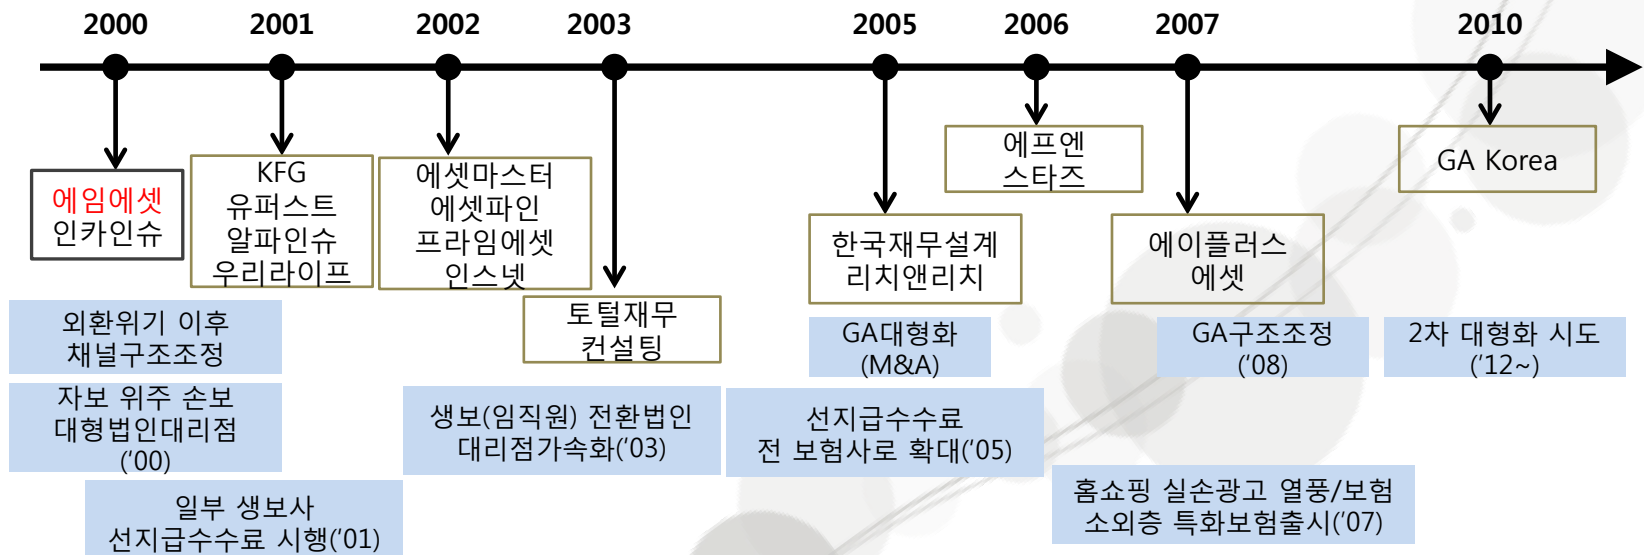 2000
2001
2002
2003
2005
2006
2007
2010
에임에셋
인카인슈
KFG
유퍼스트
알파인슈
우리라이프
에셋마스터
에셋파인
프라임에셋
인스넷
토털재무
컨설팅
한국재무설계
리치앤리치
에프엔
스타즈
에이플러스
에셋
GA Korea
외환위기 이후
채널구조조정
자보 위주 손보
대형법인대리점
('00)
일부 생보사
선지급수수료 시행('01)
생보(임직원) 전환법인
대리점가속화('03)
GA대형화
(M&A)
선지급수수료
전 보험사로 확대('05)
GA구조조정
('08)
홈쇼핑 실손광고 열풍/보험
소외층 특화보험출시('07)
2차 대형화 시도
('12~)